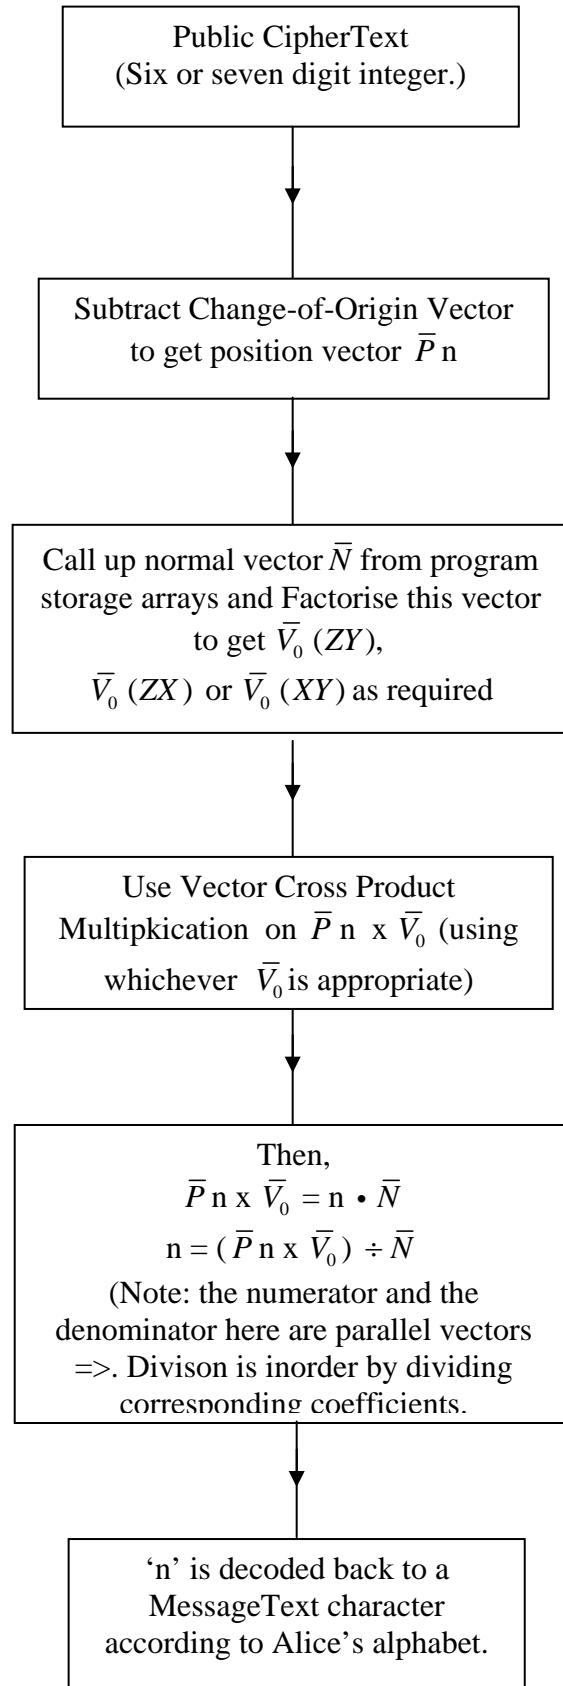 Public CipherText
(Six or seven digit integer.)
Subtract Change-of-Origin Vector
to get position vector P̅ n
Call up normal vector N̅ from program
storage arrays and Factorise this vector
to get V̅₀ (ZY),
V̅₀ (ZX) or V̅₀ (XY) as required
Use Vector Cross Product
Multipkication on P̅ n x V̅₀ (using
whichever V̅₀ is appropriate)
Then,
P̅ n x V̅₀ = n • N̅
n = ( P̅ n x V̅₀ ) ÷ N̅
(Note: the numerator and the
denominator here are parallel vectors
=>. Divison is inorder by dividing
corresponding coefficients.
‘n’ is decoded back to a
MessageText character
according to Alice’s alphabet.